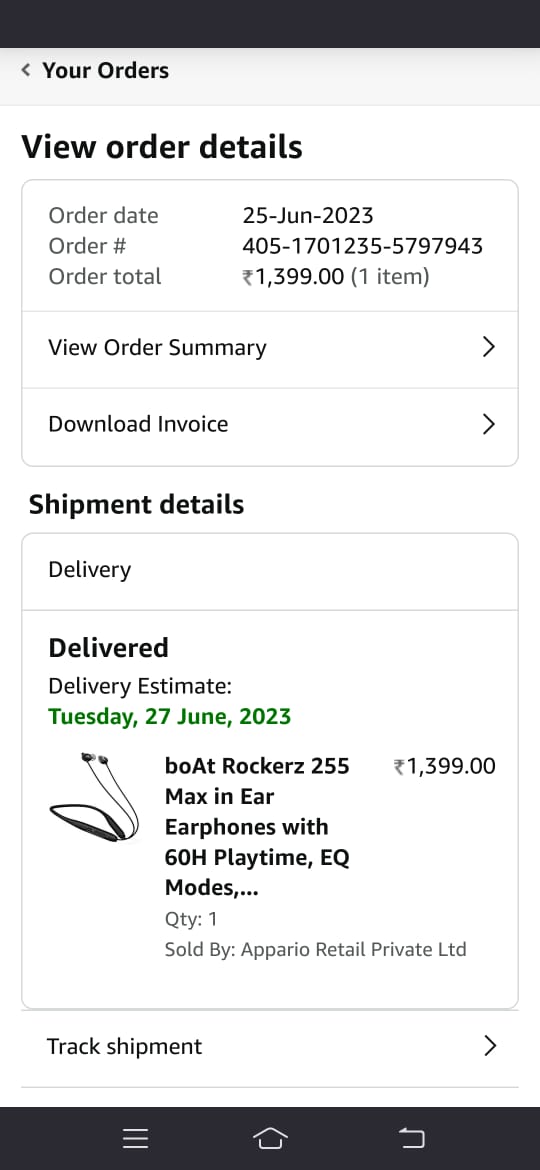 Your Orders
View order details
Order date 25-Jun-2023
Order # 405-1701235-5797943
Order total ₹1,399.00 (1 item)
View Order Summary
Download Invoice
Shipment details
Delivery
Delivered
Delivery Estimate:
Tuesday, 27 June, 2023
boAt Rockerz 255 ₹1,399.00
Max in Ear
Earphones with
60H Playtime, EQ
Modes,...
Qty: 1
Sold By: Appario Retail Private Ltd
Track shipment